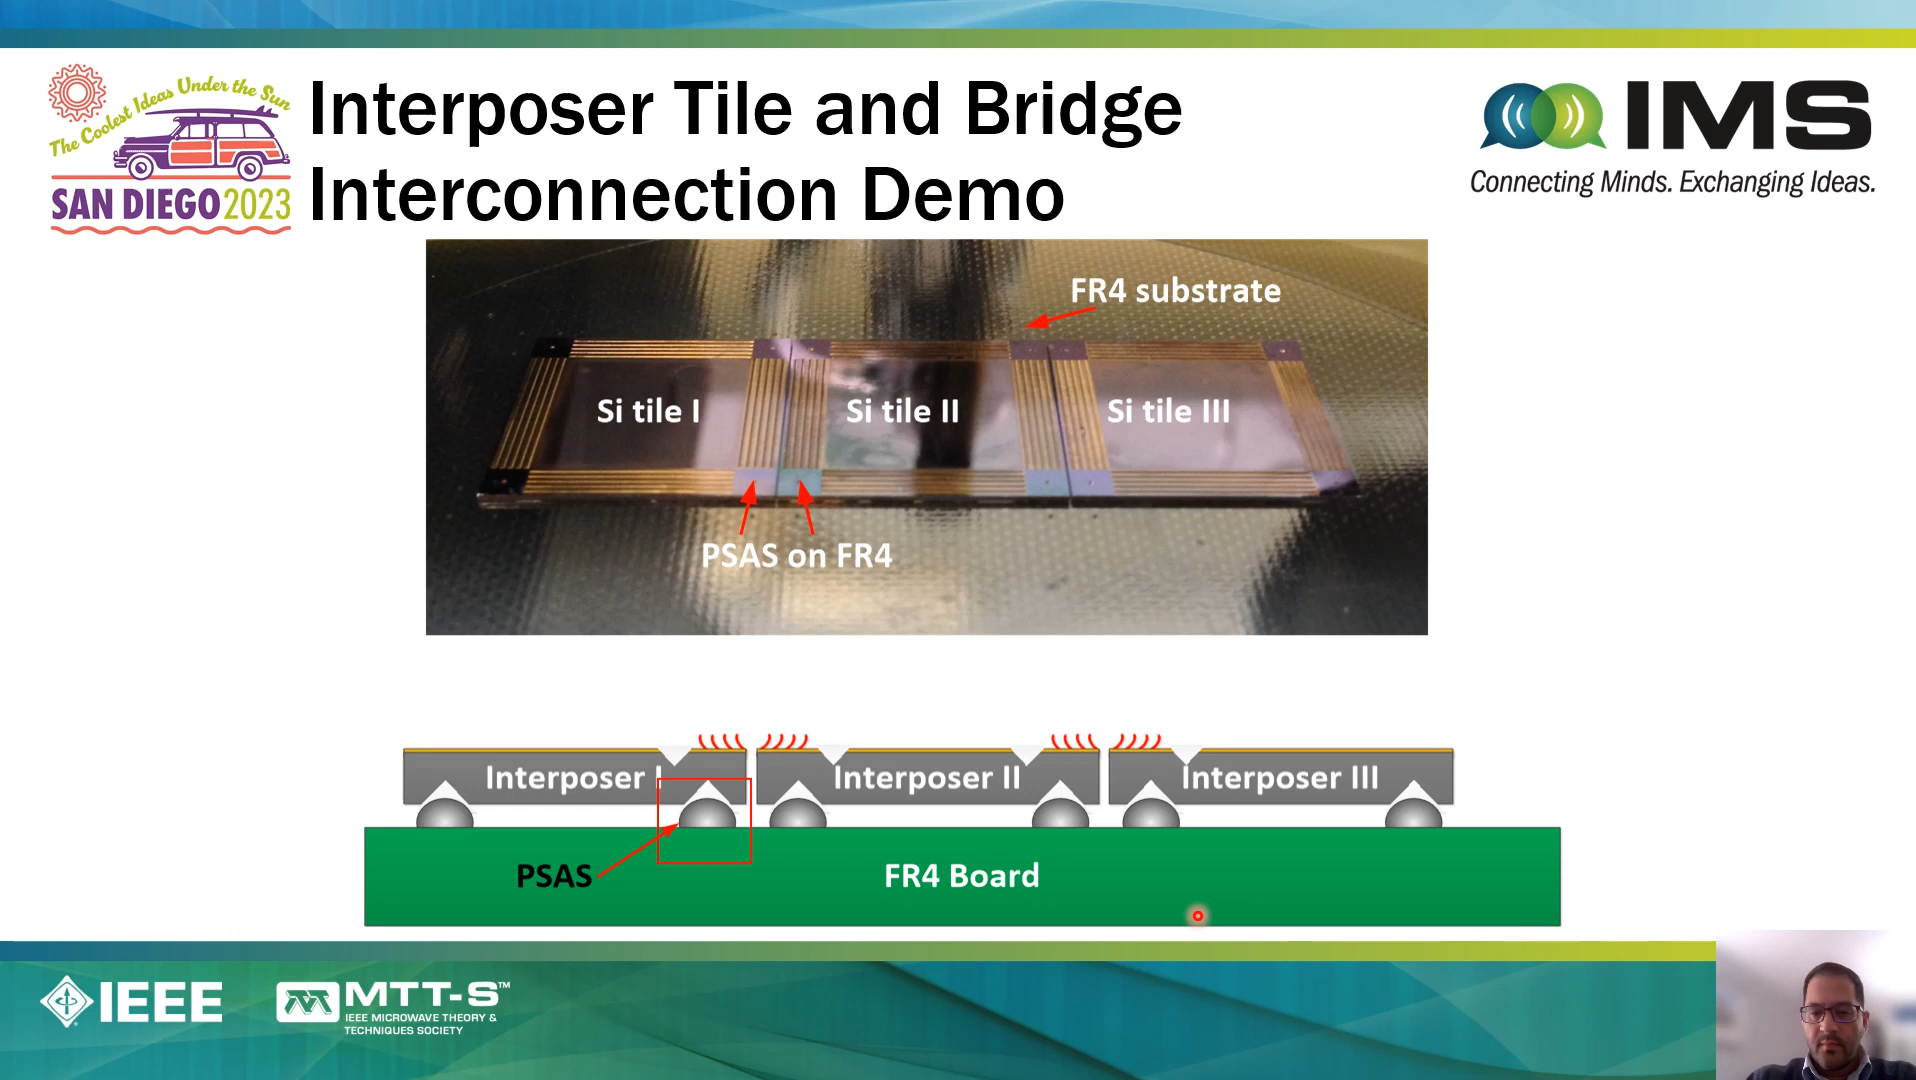 The Coolest Ideas Under the Sun
SAN DIEGO 2023
Interposer Tile and Bridge
Interconnection Demo
IMS
Connecting Minds. Exchanging Ideas.
FR4 substrate
Si tile I
Si tile II
Si tile III
PSAS on FR4
Interposer I
Interposer II
Interposer III
PSAS
FR4 Board
IEEE
MTT-S™
IEEE MICROWAVE THEORY &
TECHNIQUES SOCIETY